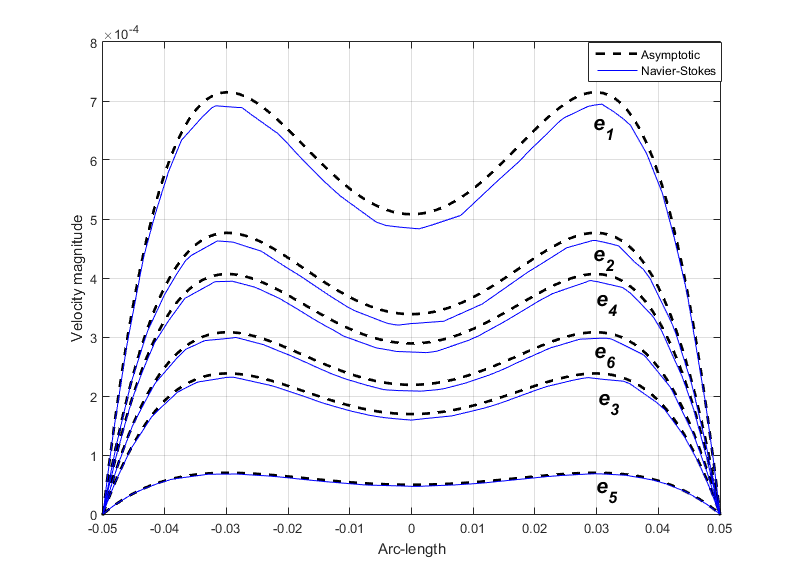 ×10⁻⁴
8
7
6
5
4
3
2
1
0
-0.05 -0.04 -0.03 -0.02 -0.01 0 0.01 0.02 0.03 0.04 0.05
Arc-length
Velocity magnitude
Asymptotic
Navier-Stokes
e₁
e₂
e₄
e₆
e₃
e₅